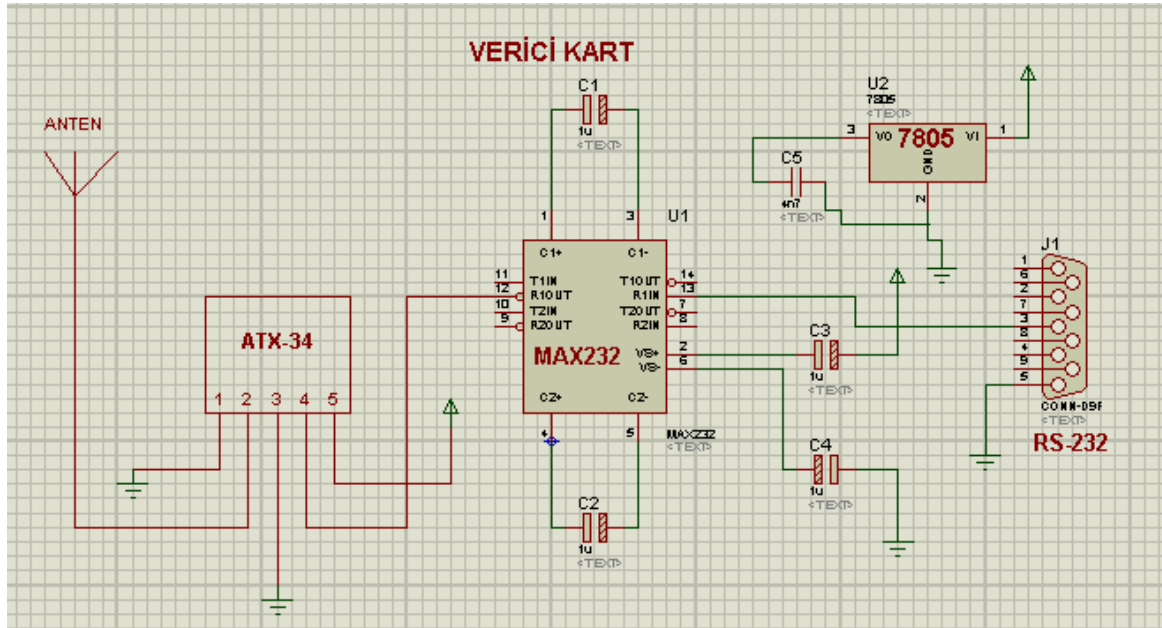 VERİCİ KART
ANTEN
C1
1u
<TEXT>
U2
7805
<TEXT>
3 VO 7805 VI 1
GND
2
C5
4n7
<TEXT>
1 3 U1
C1+ C1-
11 T1IN T1OUT 14
12 R1OUT R1IN 13
10 T2IN T2OUT 7
9 R2OUT R2IN 8
MAX232
VS+ 2
VS- 6
C2+ C2-
4 5
MAX232
<TEXT>
C2
1u
<TEXT>
ATX-34
1 2 3 4 5
C3
1u
<TEXT>
C4
1u
<TEXT>
J1
1
6
2
7
3
8
4
9
5
CONN-D9F
<TEXT>
RS-232